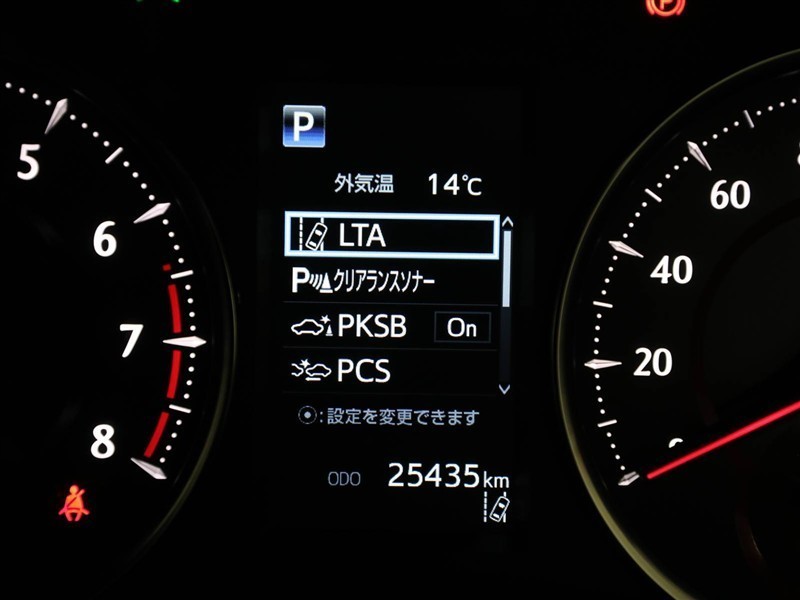 P
P
外気温 14℃
LTA
Pクリアランスソナー
PKSB On
PCS
:設定を変更できます
ODO 25435km
5
6
7
8
60
40
20